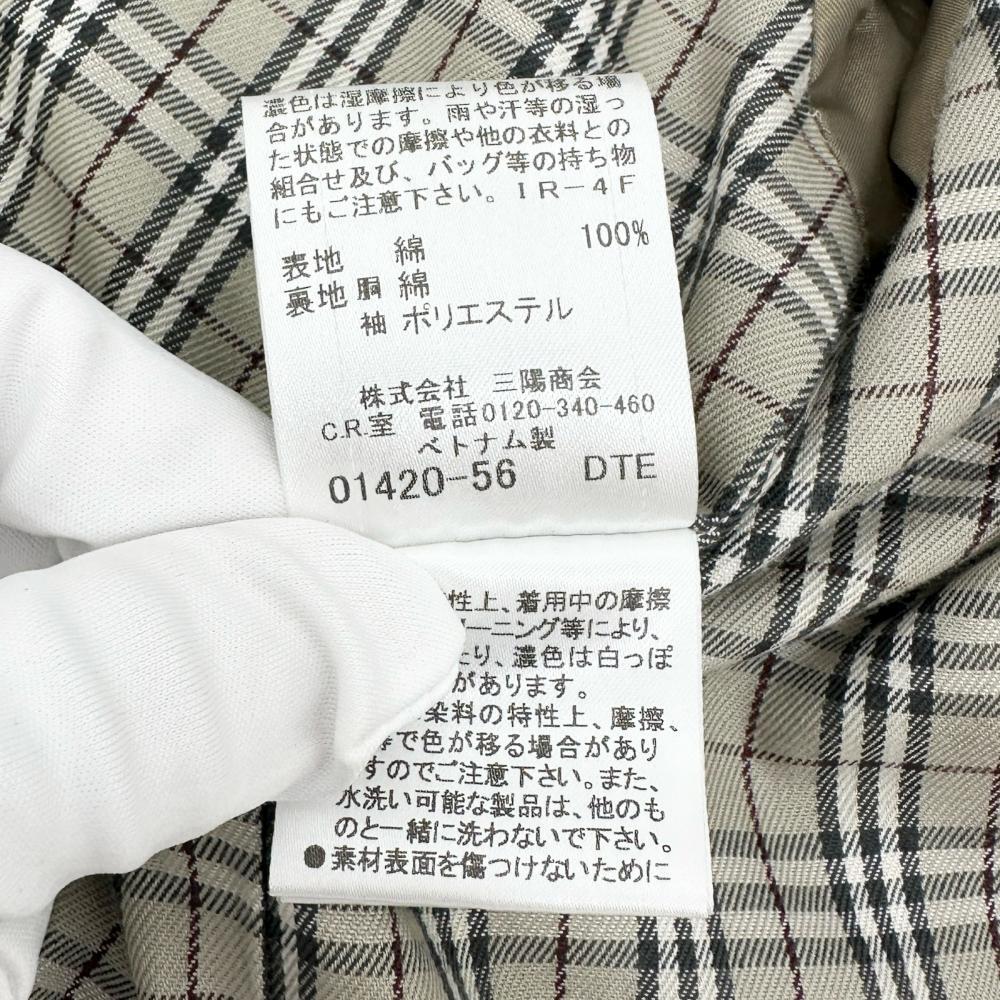 濃色は湿摩擦により色が移る場
合があります。雨や汗等の湿っ
た状態での摩擦や他の衣料との
組合せ及び、バッグ等の持ち物
にもご注意下さい。IR-4F
表地 綿 100%
裏地 胴 綿
袖 ポリエステル
株式会社 三陽商会
C.R.室 電話0120-340-460
ベトナム製
01420-56 DTE
性上、着用中の摩擦
ーニング等により、
り、濃色は白っぽ
があります。
染料の特性上、摩擦、
等で色が移る場合があり
すのでご注意下さい。また、
水洗い可能な製品は、他のも
のと一緒に洗わないで下さい。
●素材表面を傷つけないために